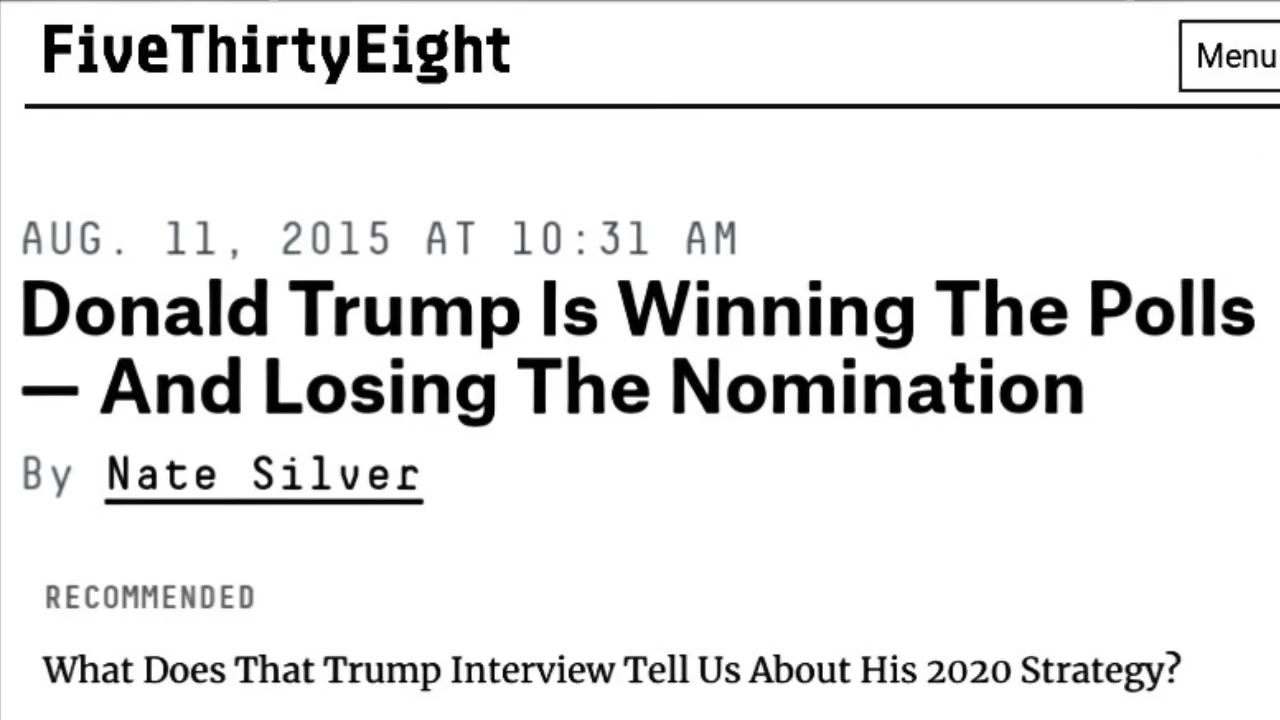 FiveThirtyEight
Menu
AUG. 11, 2015 AT 10:31 AM
Donald Trump Is Winning The Polls
— And Losing The Nomination
By Nate Silver
RECOMMENDED
What Does That Trump Interview Tell Us About His 2020 Strategy?